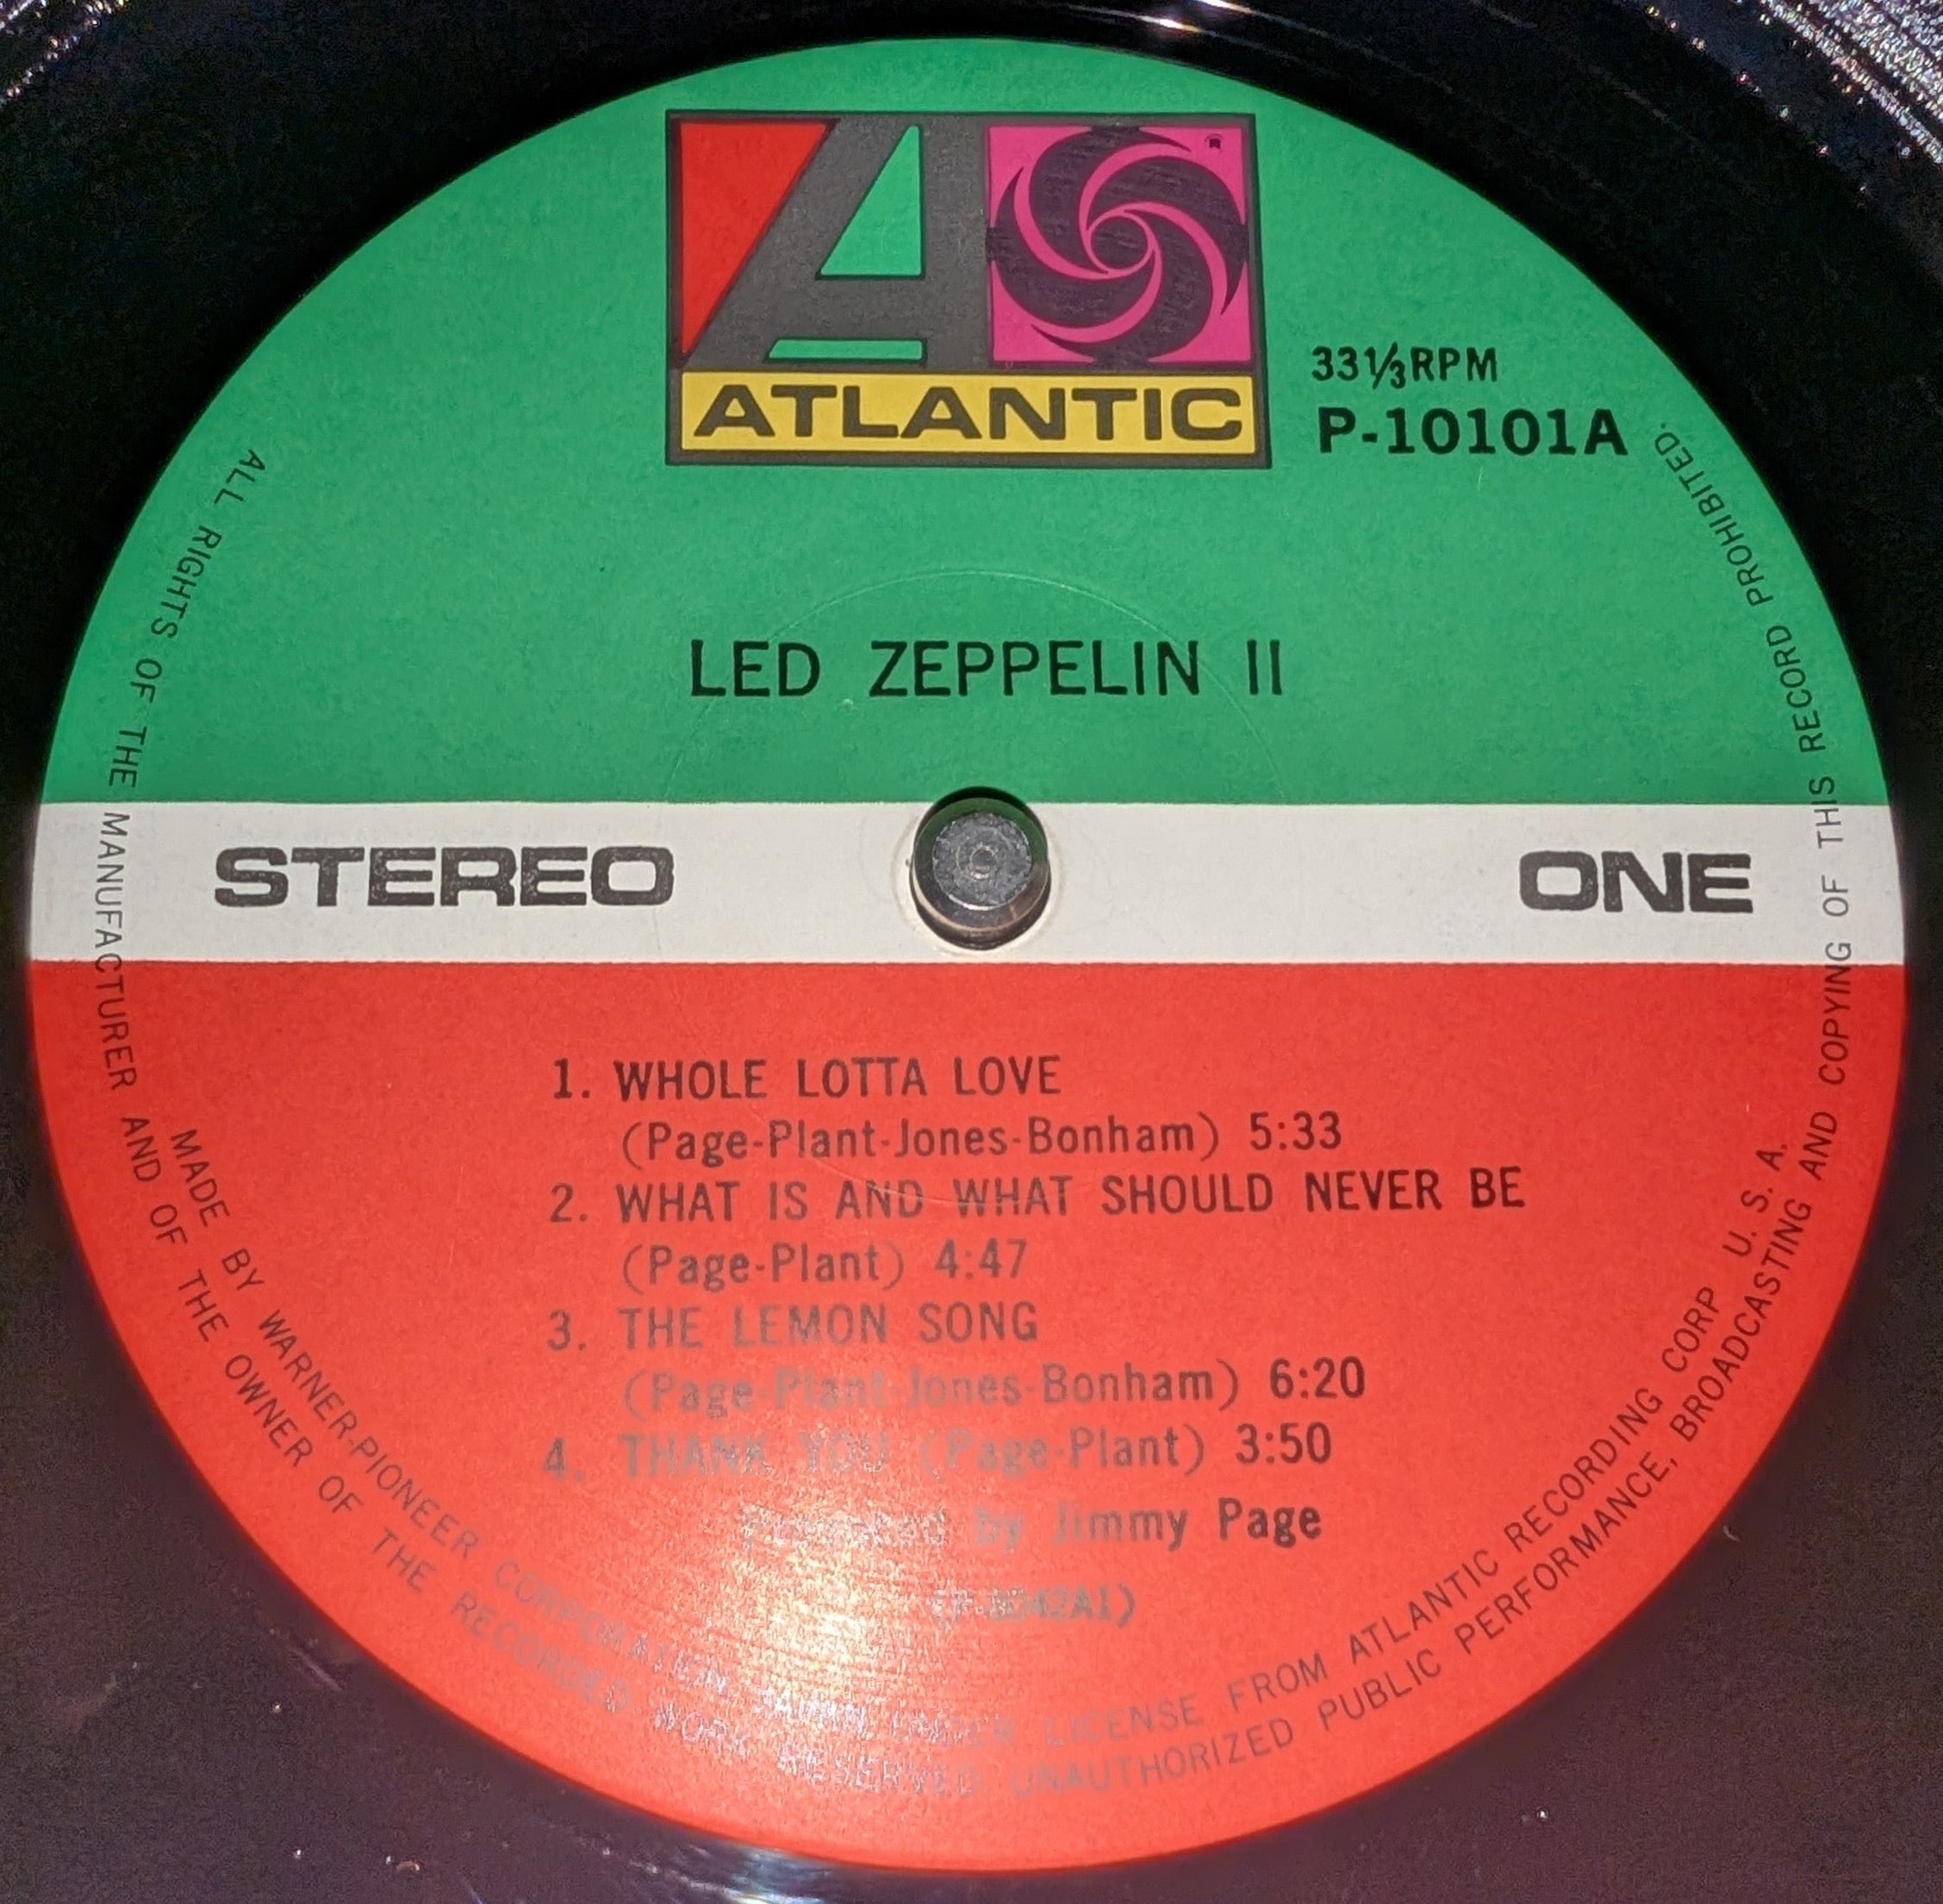 ATLANTIC
33⅓RPM
P-10101A
LED ZEPPELIN II
STEREO
ONE
1. WHOLE LOTTA LOVE
(Page-Plant-Jones-Bonham) 5:33
2. WHAT IS AND WHAT SHOULD NEVER BE
(Page-Plant) 4:47
3. THE LEMON SONG
(Page-Plant-Jones-Bonham) 6:20
4. THANK YOU (Page-Plant) 3:50
by Jimmy Page
MADE BY WARNER-PIONEER CORPORATION, JAPAN UNDER LICENSE FROM ATLANTIC RECORDING CORP U. S. A.
ALL RIGHTS OF THE MANUFACTURER AND OF THE OWNER OF THE RECORDED WORK RESERVED UNAUTHORIZED PUBLIC PERFORMANCE, BROADCASTING AND COPYING OF THIS RECORD PROHIBITED.